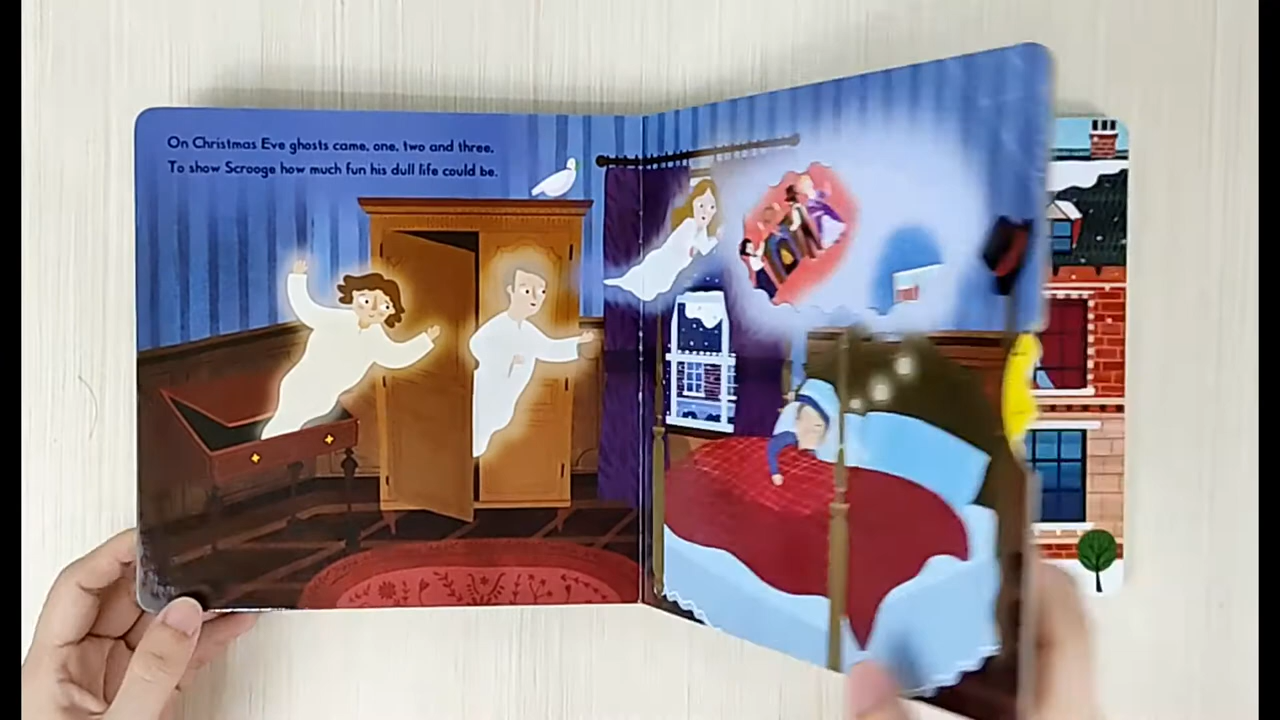 On Christmas Eve ghosts came, one, two and three,
To show Scrooge how much fun his dull life could be.